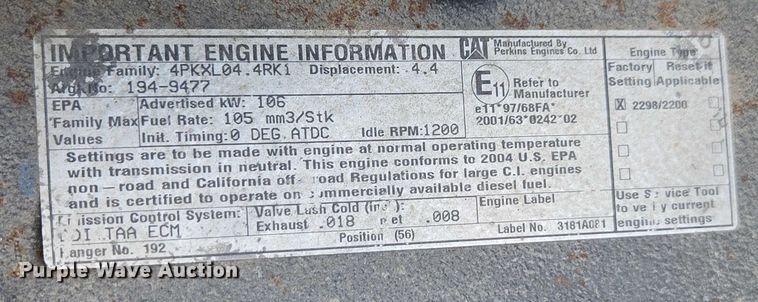 IMPORTANT ENGINE INFORMATION CAT Manufactured By Perkins Engines Co. Ltd
Engine Family: 4PKXL04.4RK1 Displacement: 4.4
No: 194-9477
EPA Family Max Values
Advertised kW: 106
Fuel Rate: 105 mm3/Stk
Init. Timing: 0 DEG.ATDC Idle RPM: 1200
E11 Refer to Manufacturer
e11*97/68FA*
2001/63*0242*02
Settings are to be made with engine at normal operating temperature
with transmission in neutral. This engine conforms to 2004 U.S. EPA
non-road and California off road Regulations for large C.I. engines
and is certified to operate on commercially available diesel fuel.
Emission Control System:
TAA ECM
Valve Lash Cold
Exhaust .018 .008
Engine Label
Hanger No. 192 Position (56) Label No. 3181A081
Engine Type
Factory Setting
Reset if Applicable
X 2298/2200
Use Service Tool
to verify current
engine settings
Purple Wave Auction